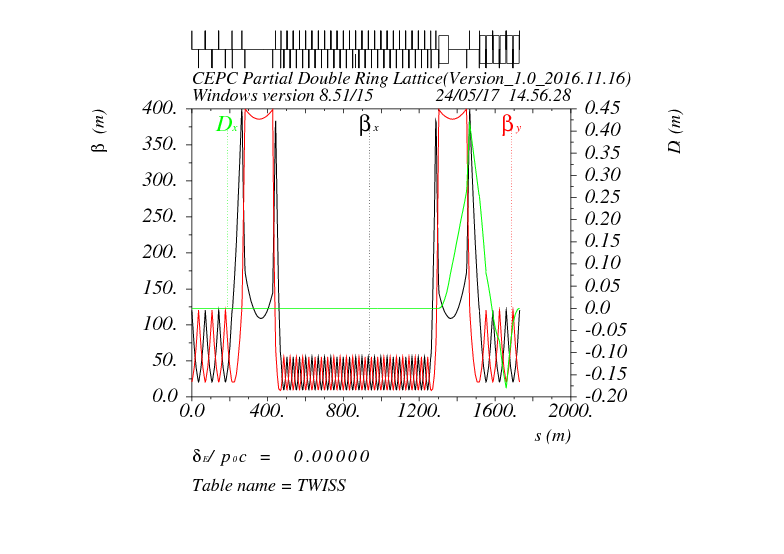 CEPC Partial Double Ring Lattice(Version_1.0_2016.11.16)
Windows version 8.51/15 24/05/17 14.56.28
β (m)
D (m)
Dx βx βy
400.
350.
300.
250.
200.
150.
100.
50.
0.0
0.45
0.40
0.35
0.30
0.25
0.20
0.15
0.10
0.05
0.0
-0.05
-0.10
-0.15
-0.20
0.0 400. 800. 1200. 1600. 2000.
s (m)
δE/ p0c = 0.00000
Table name = TWISS